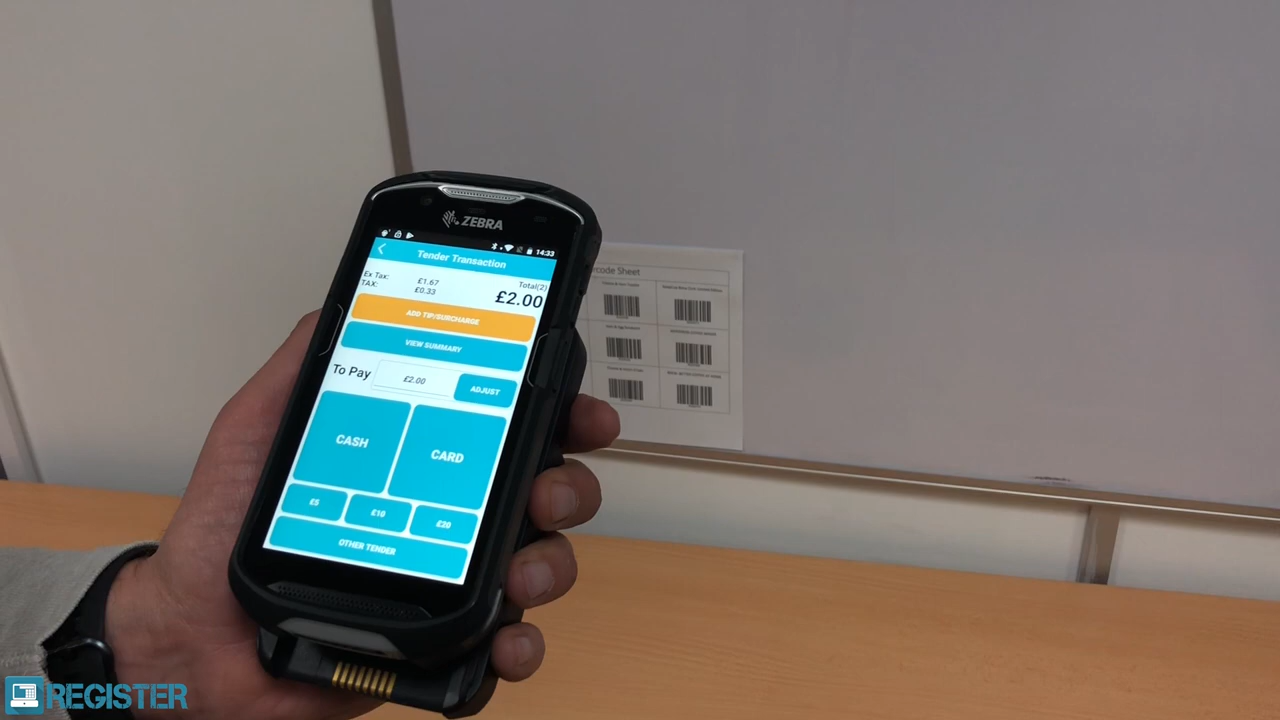 ZEBRA
14:33
Tender Transaction
Ex Tax: £1.67
TAX: £0.33
Total(2)
£2.00
ADD TIP/SURCHARGE
VIEW SUMMARY
To Pay £2.00 ADJUST
CASH
CARD
£5 £10 £20
OTHER TENDER
rcode Sheet
REGISTER